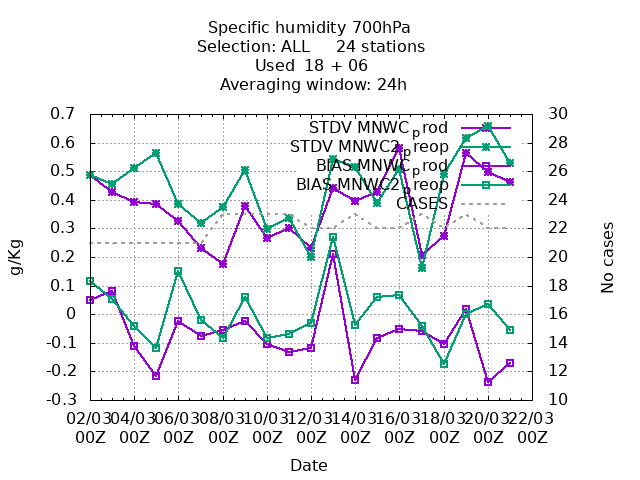 Specific humidity 700hPa
Selection: ALL 24 stations
Used 18 + 06
Averaging window: 24h
0.7
0.6
0.5
0.4
0.3
0.2
0.1
0
-0.1
-0.2
-0.3
g/Kg
30
28
26
24
22
20
18
16
14
12
10
No cases
STDV MNWC_prod
STDV MNWC2_preop
BIAS MNWC_prod
BIAS MNWC2_preop
CASES
02/03 04/03 06/03 08/03 10/03 12/03 14/03 16/03 18/03 20/03 22/03
00Z 00Z 00Z 00Z 00Z 00Z 00Z 00Z 00Z 00Z 00Z
Date